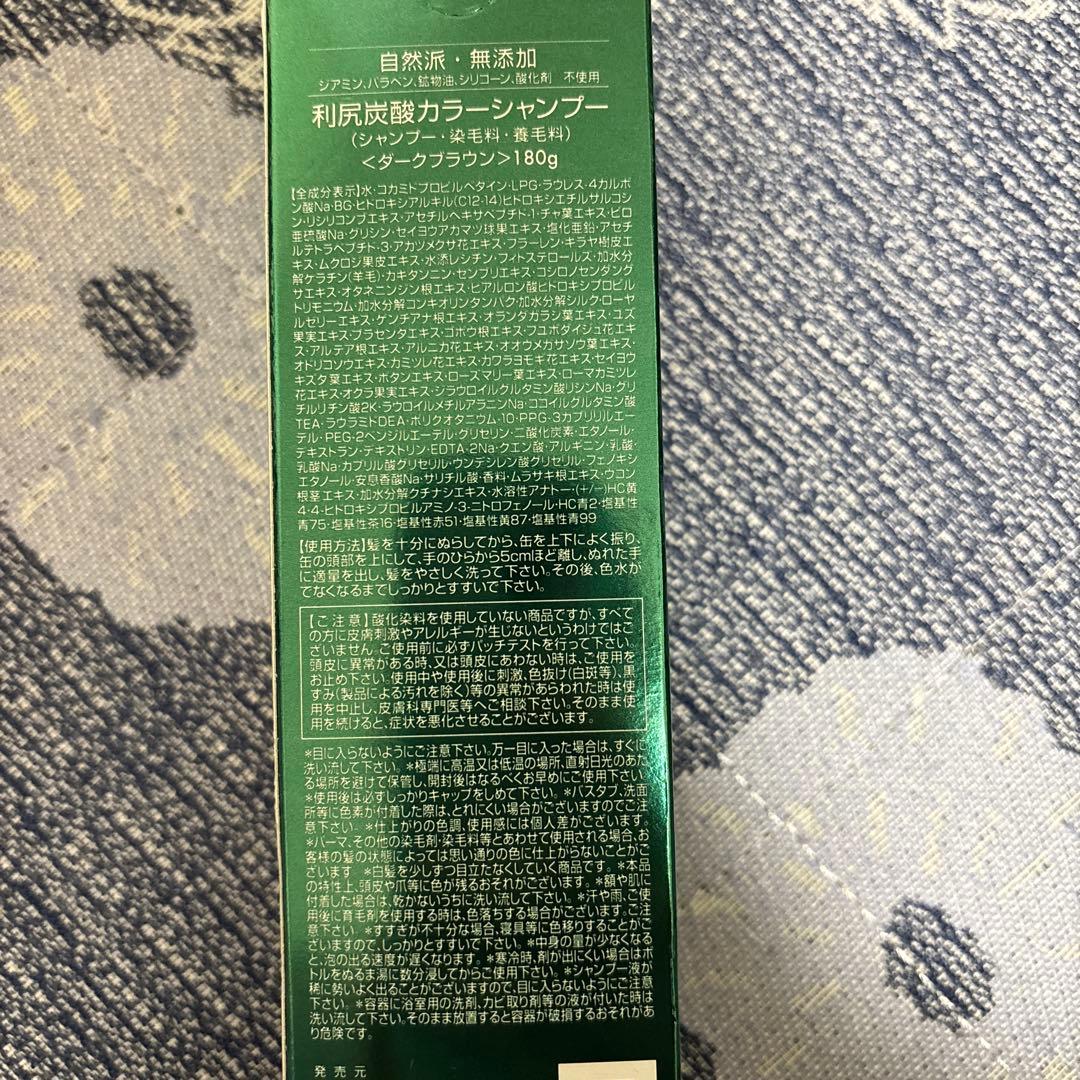 自然派・無添加
ジアミン、パラベン、鉱物油、シリコーン、酸化剤　不使用
利尻炭酸カラーシャンプー
(シャンプー・染毛料・養毛料)
<ダークブラウン>180g
【全成分表示】水・コカミドプロピルベタイン・LPG・ラウレス-4カルボ
ン酸Na・BG・ヒドロキシアルキル(C12-14)ヒドロキシエチルサルコシ
ン・リシリコンブエキス・アセチルヘキサペプチド-1・チャ葉エキス・ピロ
亜硫酸Na・グリシン・セイヨウアカマツ球果エキス・塩化亜鉛・アセチ
ルテトラペプチド-3・アカツメクサ花エキス・フラーレン・キラヤ樹皮エ
キス・ムクロジ果皮エキス・水添レシチン・フィトステロールズ・加水分
解ケラチン(羊毛)・カキタンニン・センブリエキス・コシロノセンダング
サエキス・オタネニンジン根エキス・ヒアルロン酸ヒドロキシプロピル
トリモニウム・加水分解コンキオリンタンパク・加水分解シルク・ローヤ
ルゼリーエキス・ゲンチアナ根エキス・オランダガラシ葉エキス・ユズ
果実エキス・プラセンタエキス・ゴボウ根エキス・フユボダイジュ花エキ
ス・アルテア根エキス・アルニカ花エキス・オオウメガサソウ葉エキス・
オドリコソウエキス・カミツレ花エキス・カワラヨモギ花エキス・セイヨウ
キズタ葉エキス・ボタンエキス・ローズマリー葉エキス・ローマカミツレ
花エキス・オクラ果実エキス・ジラウロイルグルタミン酸リシンNa・グリ
チルリチン酸2K・ラウロイルメチルアラニンNa・ココイルグルタミン酸
TEA・ラウラミドDEA・ポリクオタニウム-10・PPG-3カプリリルエー
テル・PEG-2ベンジルエーテル・グリセリン・二酸化炭素・エタノール・
デキストラン・デキストリン・EDTA-2Na・クエン酸・アルギニン・乳酸・
乳酸Na・カプリル酸グリセリル・ウンデシレン酸グリセリル・フェノキシ
エタノール・安息香酸Na・サリチル酸・香料・ムラサキ根エキス・ウコン
根茎エキス・加水分解クチナシエキス・水溶性アナトー・(+/-)HC黄
4・4-ヒドロキシプロピルアミノ-3-ニトロフェノール・HC青2・塩基性
青75・塩基性茶16・塩基性赤51・塩基性黄87・塩基性青99
【使用方法】髪を十分にぬらしてから、缶を上下によく振り、
缶の頭部を上にして、手のひらから5cmほど離し、ぬれた手
に適量を出し、髪をやさしく洗って下さい。その後、色水が
でなくなるまでしっかりとすすいで下さい。
【ご注意】酸化染料を使用していない商品ですが、すべて
の方に皮膚刺激やアレルギーが生じないというわけではご
ざいません。ご使用前に必ずパッチテストを行って下さい。
頭皮に異常がある時、又は頭皮にあわない時は、ご使用を
お止め下さい。使用中や使用後に刺激、色抜け(白斑等)、黒
ずみ(製品による汚れを除く)等の異常があらわれた時は使
用を中止し、皮膚科専門医等へご相談下さい。そのまま使
用を続けると、症状を悪化させることがございます。
*目に入らないようにご注意下さい。万一目に入った場合は、すぐに
洗い流して下さい。*極端に高温又は低温の場所、直射日光のあた
る場所を避けて保管し、開封後はなるべくお早めにご使用下さい。
*使用後は必ずしっかりキャップをしめて下さい。*バスタブ、洗面
所等に色素が付着した際は、とれにくい場合がございますのでご注
意下さい。*仕上がりの色調、使用感には個人差がございます。
*パーマ、その他の染毛剤・染毛料等とあわせて使用される場合、お
客様の髪の状態によっては思い通りの色に仕上がらないことがご
ざいます。*白髪を少しずつ目立たなくしていく商品です。*本品
の特性上、頭皮や爪等に色が残るおそれがございます。*額や肌に
付着した場合は、乾かないうちに洗い流して下さい。*汗や雨、ご使
用後に育毛剤を使用する時は、色落ちする場合がございます。ご注
意下さい。*すすぎが不十分な場合、寝具等に色移りすることがご
ざいますので、しっかりとすすいで下さい。*中身の量が少なくなる
と、泡の出る速度が遅くなります。*寒冷時、剤が出にくい場合はボ
トルをぬるま湯に数分浸してからご使用下さい。*シャンプー液が
稀に勢いよく出ることがございますので、目に入らないようにご注意
下さい。*容器に浴室用の洗剤、カビ取り剤等の液が付いた時は
洗い流して下さい。そのまま放置すると容器が破損するおそれがあ
り危険です。
発売元